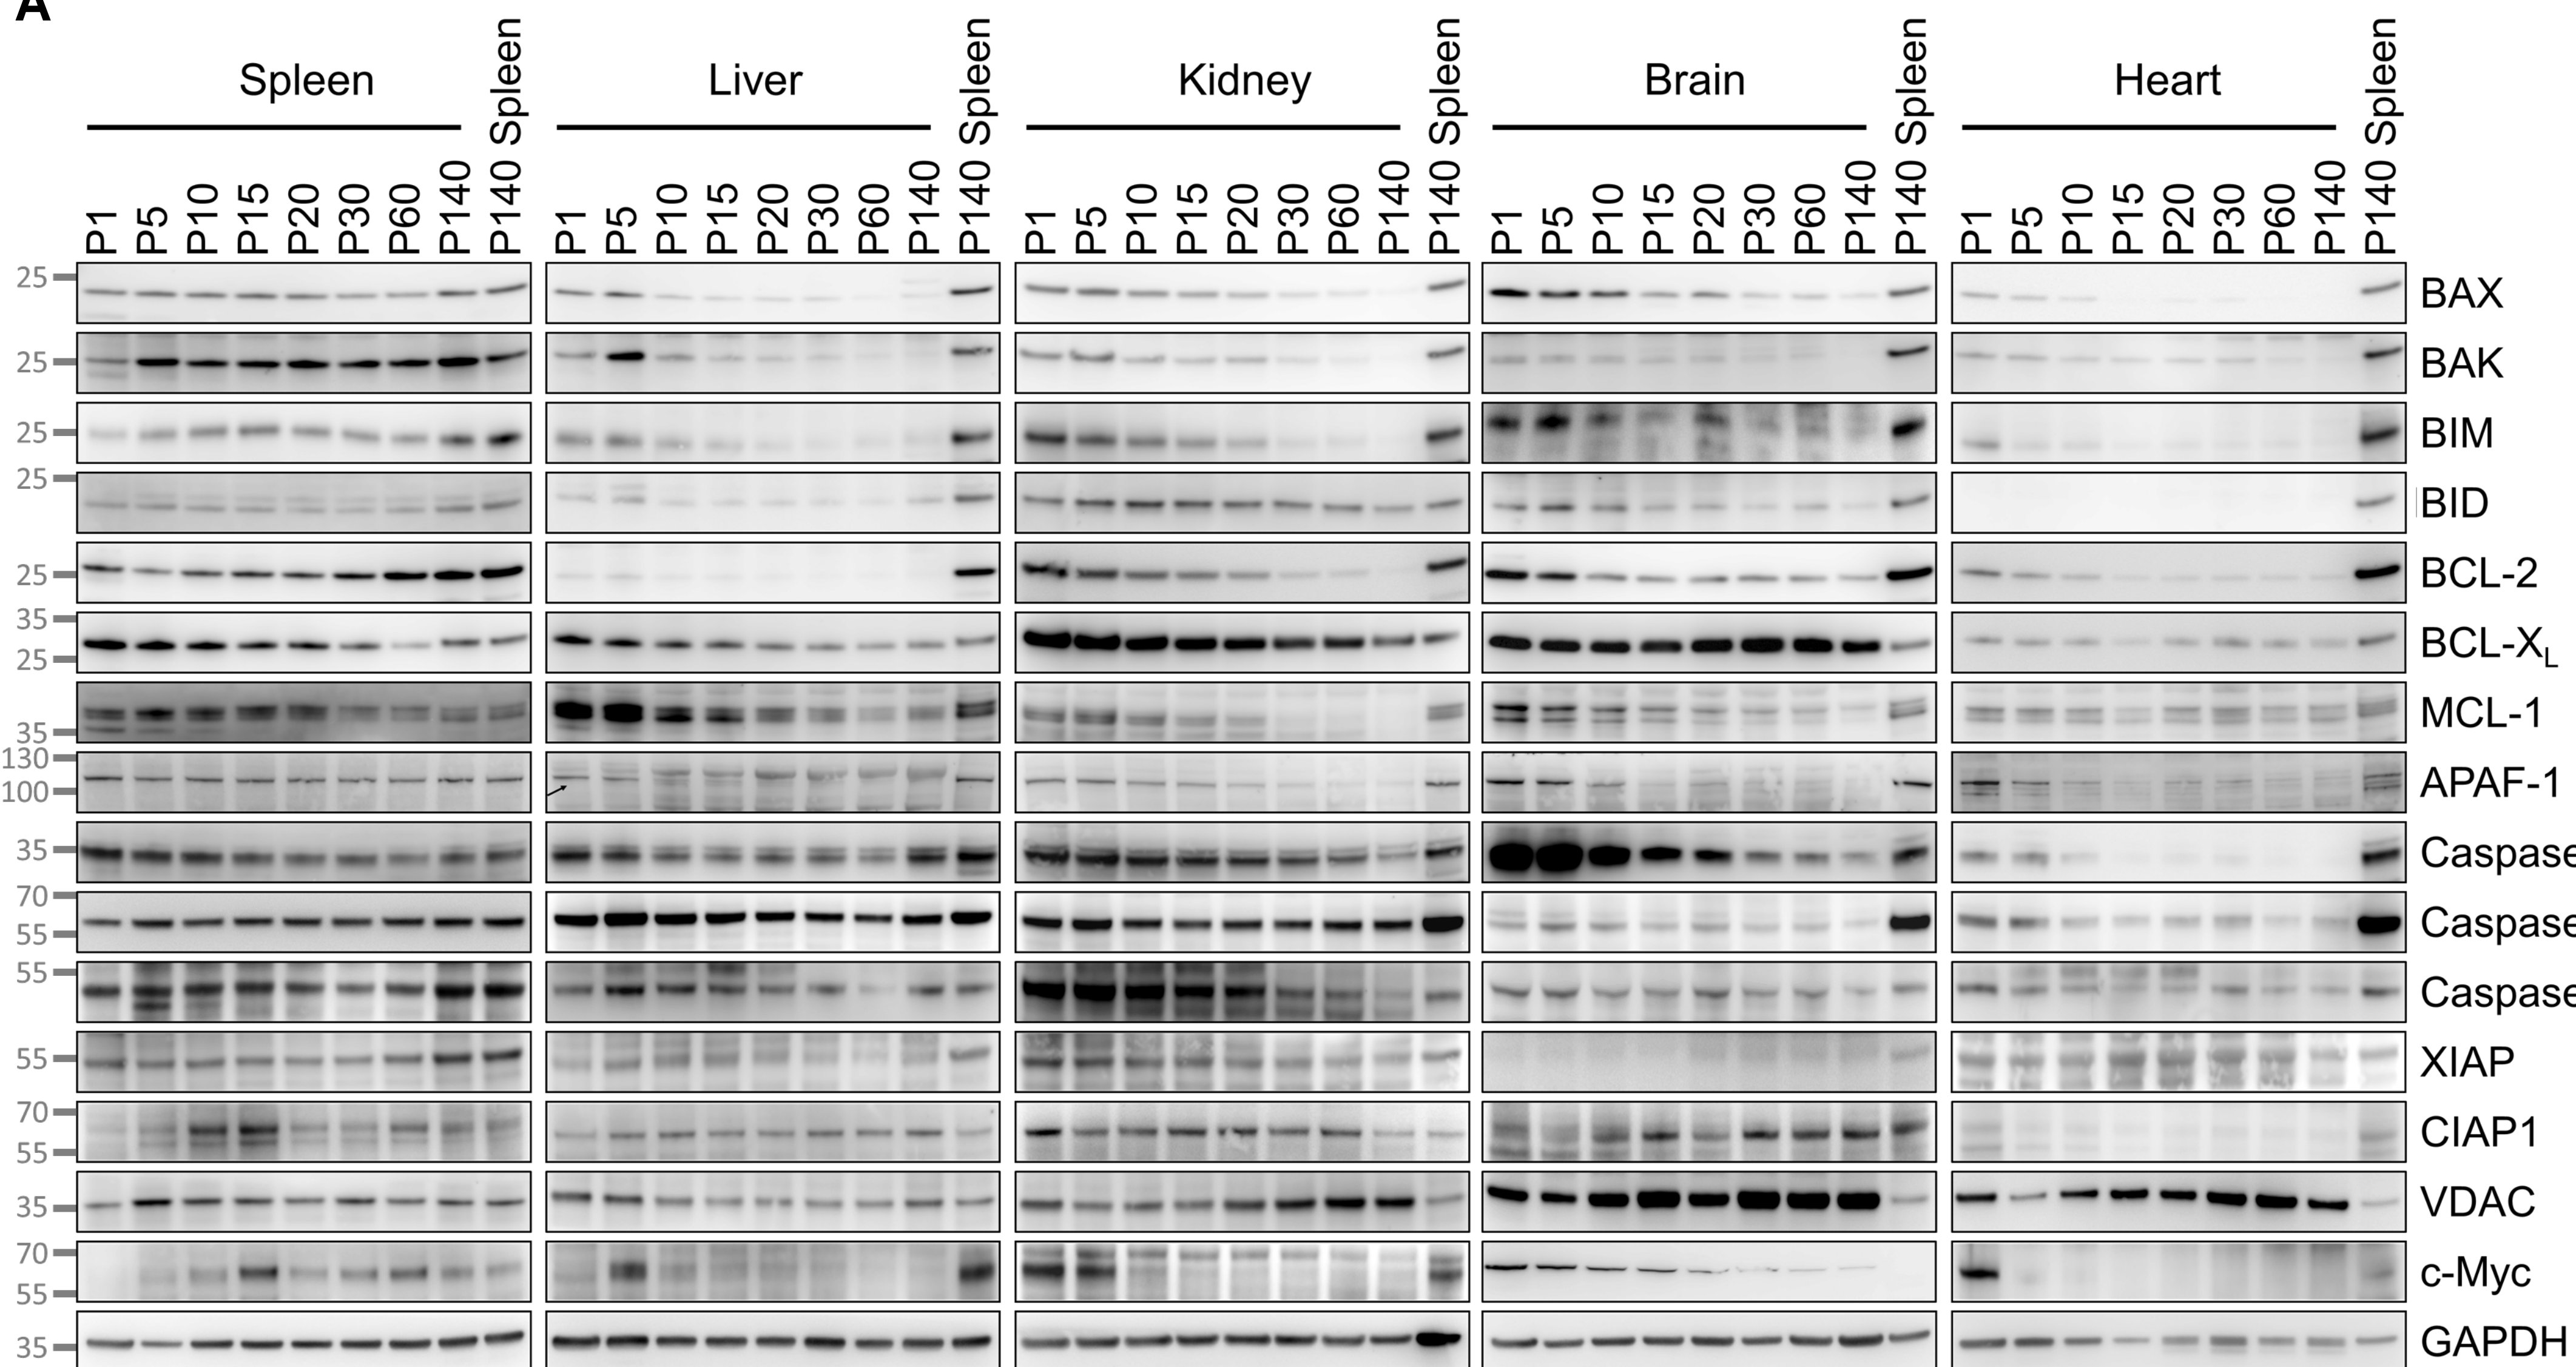 A
Spleen
P140 Spleen
Liver
P140 Spleen
Kidney
P140 Spleen
Brain
P140 Spleen
Heart
P140 Spleen
P1 P5 P10 P15 P20 P30 P60 P140
P1 P5 P10 P15 P20 P30 P60 P140
P1 P5 P10 P15 P20 P30 P60 P140
P1 P5 P10 P15 P20 P30 P60 P140
P1 P5 P10 P15 P20 P30 P60 P140
25 BAX
25 BAK
25 BIM
25 BID
25 BCL-2
35
25 BCL-XL
35 MCL-1
130
100 APAF-1
35 Caspase
70
55 Caspase
55 Caspase
55 XIAP
70
55 CIAP1
35 VDAC
70
55 c-Myc
35 GAPDH